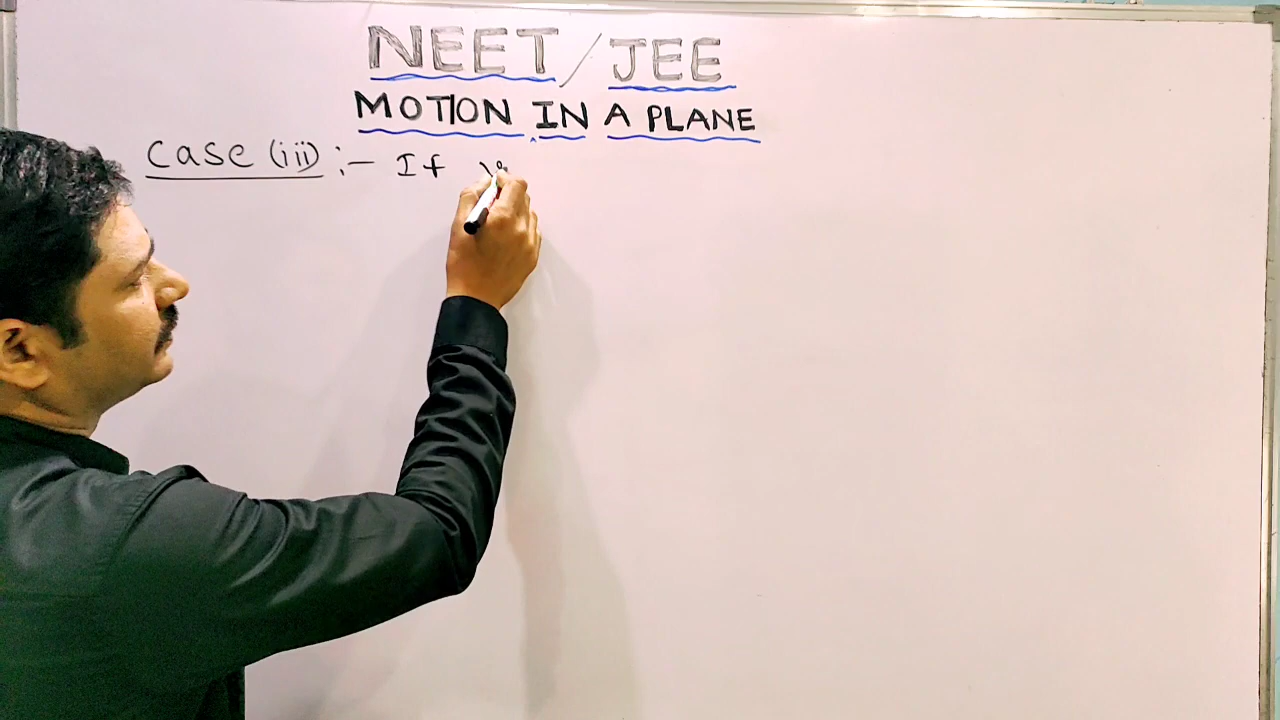 NEET/JEE
MOTION IN A PLANE
Case (iii) :- If